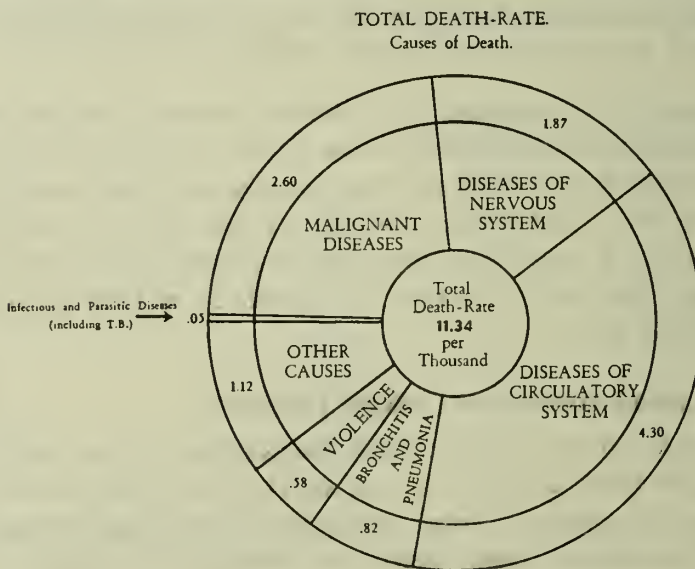 TOTAL DEATH-RATE.
Causes of Death.
1.87
2.60
DISEASES OF
NERVOUS
SYSTEM
MALIGNANT
DISEASES
Infectious and Parasitic Diseases
(including T.B.)
.05
Total
Death-Rate
11.34
per
Thousand
OTHER
CAUSES
1.12
DISEASES OF
CIRCULATORY
SYSTEM
4.30
VIOLENCE
.58
BRONCHITIS
AND
PNEUMONIA
.82